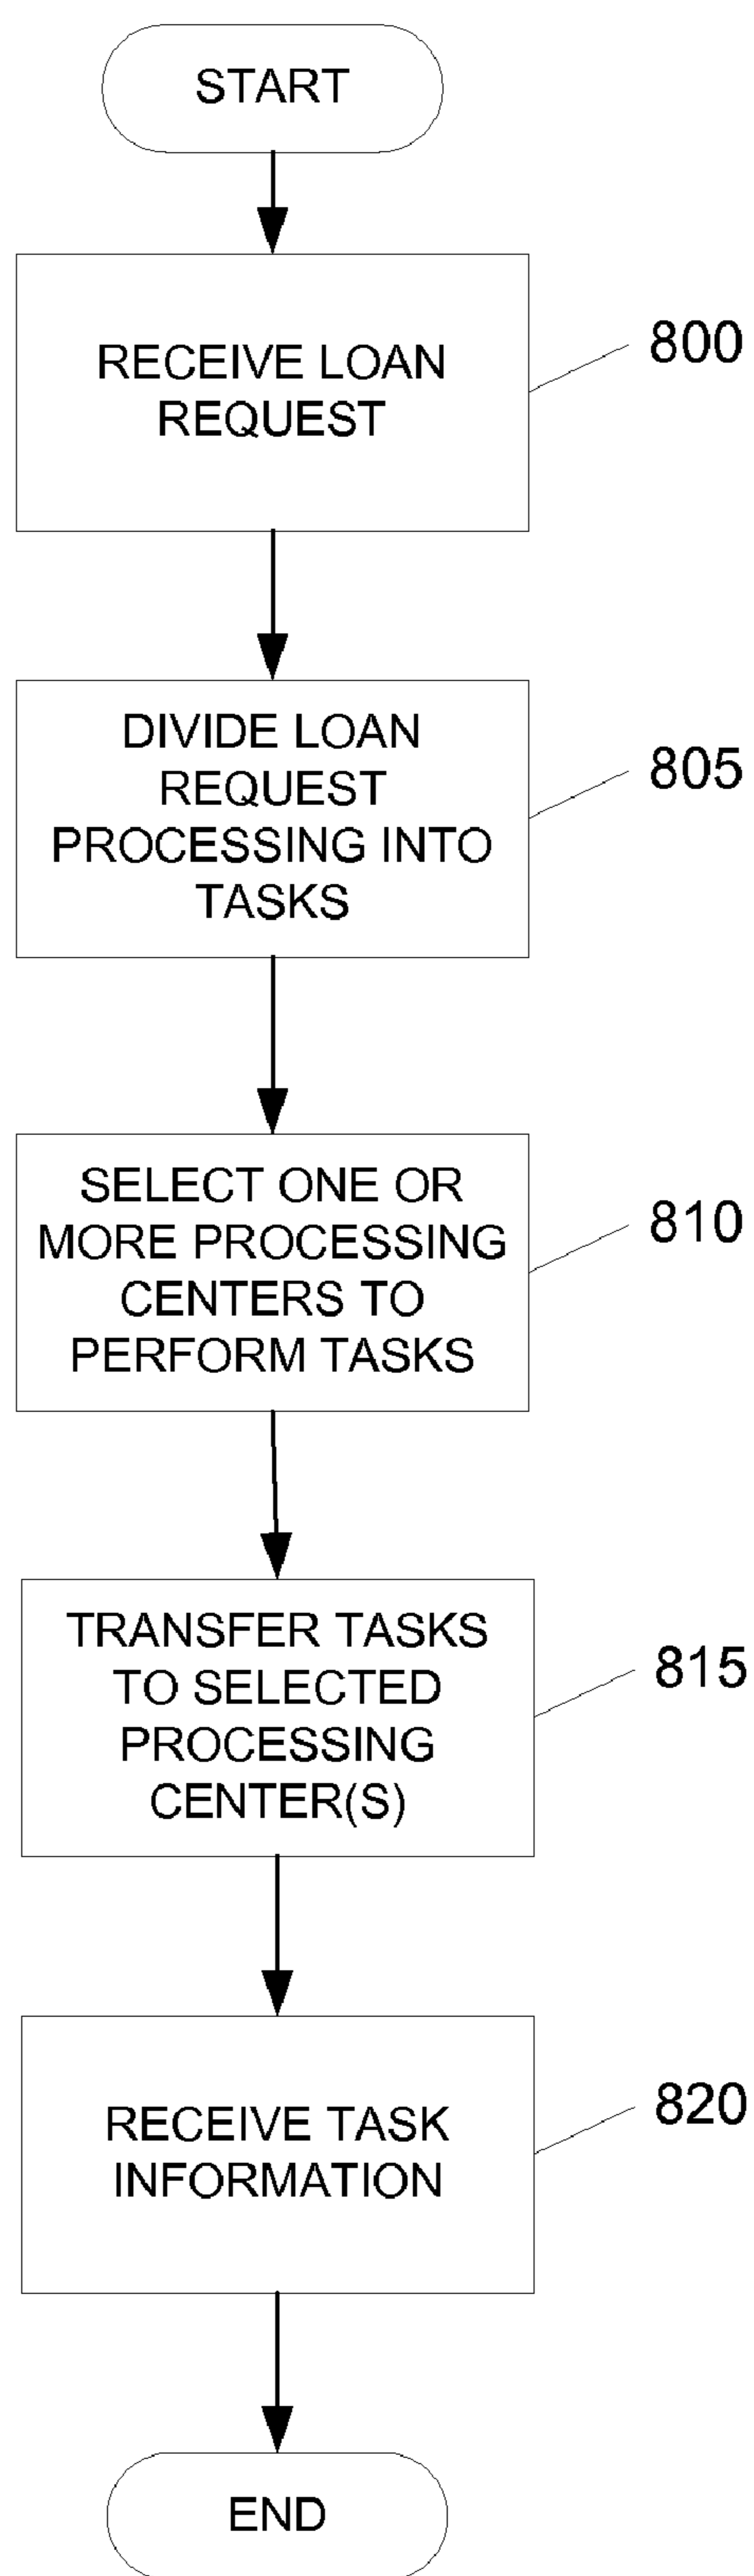 START
RECEIVE LOAN
REQUEST
800
DIVIDE LOAN
REQUEST
PROCESSING INTO
TASKS
805
SELECT ONE OR
MORE PROCESSING
CENTERS TO
PERFORM TASKS
810
TRANSFER TASKS
TO SELECTED
PROCESSING
CENTER(S)
815
RECEIVE TASK
INFORMATION
820
END